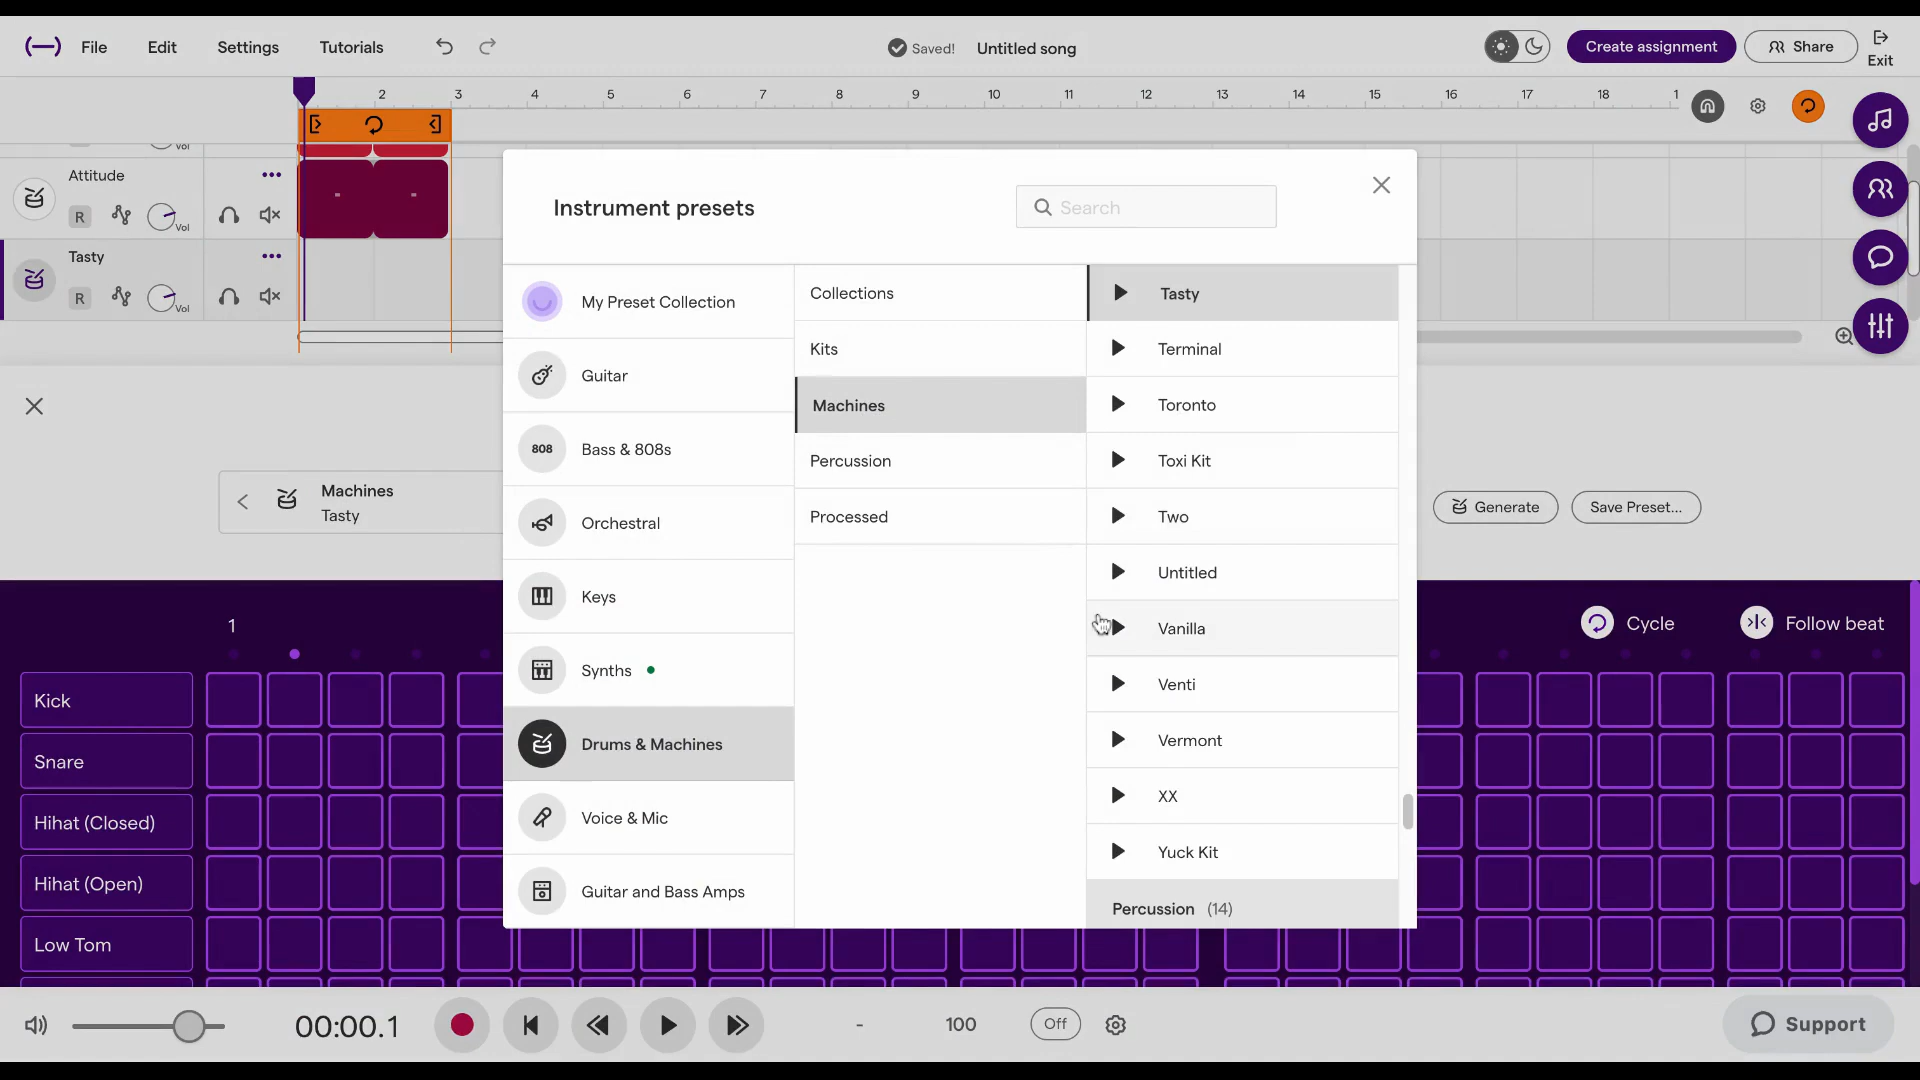 File Edit Settings Tutorials Saved! Untitled song Create assignment Share Exit
2 3 4 5 6 7 8 9 10 11 12 13 14 15 16 17 18 1
Vol
Attitude
R Vol
Tasty
R Vol
Instrument presets
Search
My Preset Collection
Guitar
808 Bass & 808s
Orchestral
Keys
Synths
Drums & Machines
Voice & Mic
Guitar and Bass Amps
Collections
Kits
Machines
Percussion
Processed
Tasty
Terminal
Toronto
Toxi Kit
Two
Untitled
Vanilla
Venti
Vermont
XX
Yuck Kit
Percussion (14)
Machines
Tasty
Generate Save Preset...
1 Cycle Follow beat
Kick
Snare
Hihat (Closed)
Hihat (Open)
Low Tom
00:00.1 - 100 Off Support